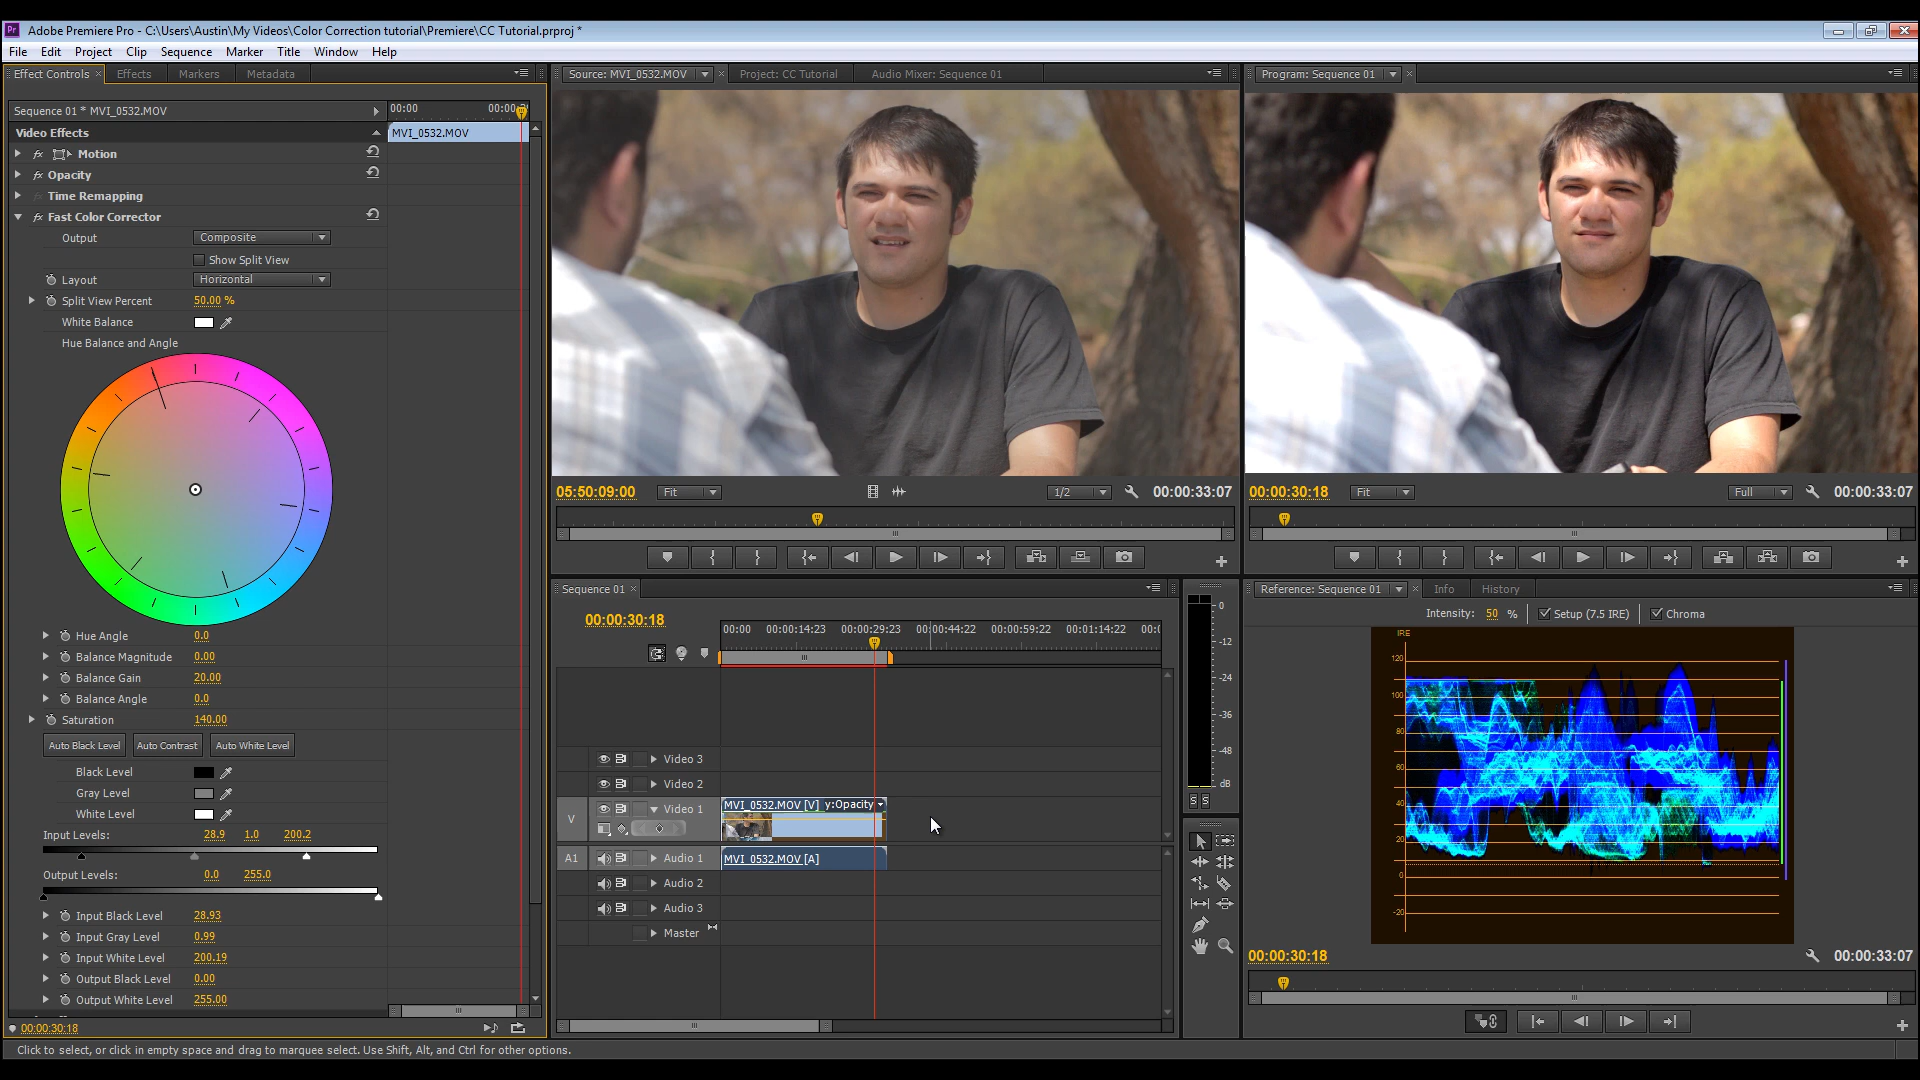 Pr Adobe Premiere Pro - C:\Users\Austin\My Videos\Color Correction tutorial\Premiere\CC Tutorial.prproj *
File Edit Project Clip Sequence Marker Title Window Help
Effect Controls Effects Markers Metadata
Sequence 01 * MVI_0532.MOV
00:00
Video Effects
MVI_0532.MOV
fx Motion
fx Opacity
fx Time Remapping
fx Fast Color Corrector
Output Composite
Show Split View
Layout Horizontal
Split View Percent 50.00 %
White Balance
Hue Balance and Angle
Hue Angle 0.0
Balance Magnitude 0.00
Balance Gain 20.00
Balance Angle 0.0
Saturation 140.00
Auto Black Level Auto Contrast Auto White Level
Black Level
Gray Level
White Level
Input Levels: 28.9 1.0 200.2
Output Levels: 0.0 255.0
Input Black Level 28.93
Input Gray Level 0.99
Input White Level 200.19
Output Black Level 0.00
Output White Level 255.00
00:00:30:18
Source: MVI_0532.MOV Project: CC Tutorial Audio Mixer: Sequence 01
05:50:09:00 Fit 1/2 00:00:33:07
Program: Sequence 01
00:00:30:18 Fit Full 00:00:33:07
Sequence 01
00:00:30:18
00:00 00:00:14:23 00:00:29:23 00:00:44:22 00:00:59:22 00:01:14:22 00:0
Video 3
Video 2
V Video 1
MVI_0532.MOV [V] y:Opacity
A1 Audio 1
MVI_0532.MOV [A]
Audio 2
Audio 3
Master
0
-12
-24
-36
-48
dB
S S
Reference: Sequence 01 Info History
Intensity: 50 % Setup (7.5 IRE) Chroma
IRE
120
100
80
60
40
20
0
-20
00:00:30:18 00:00:33:07
Click to select, or click in empty space and drag to marquee select. Use Shift, Alt, and Ctrl for other options.